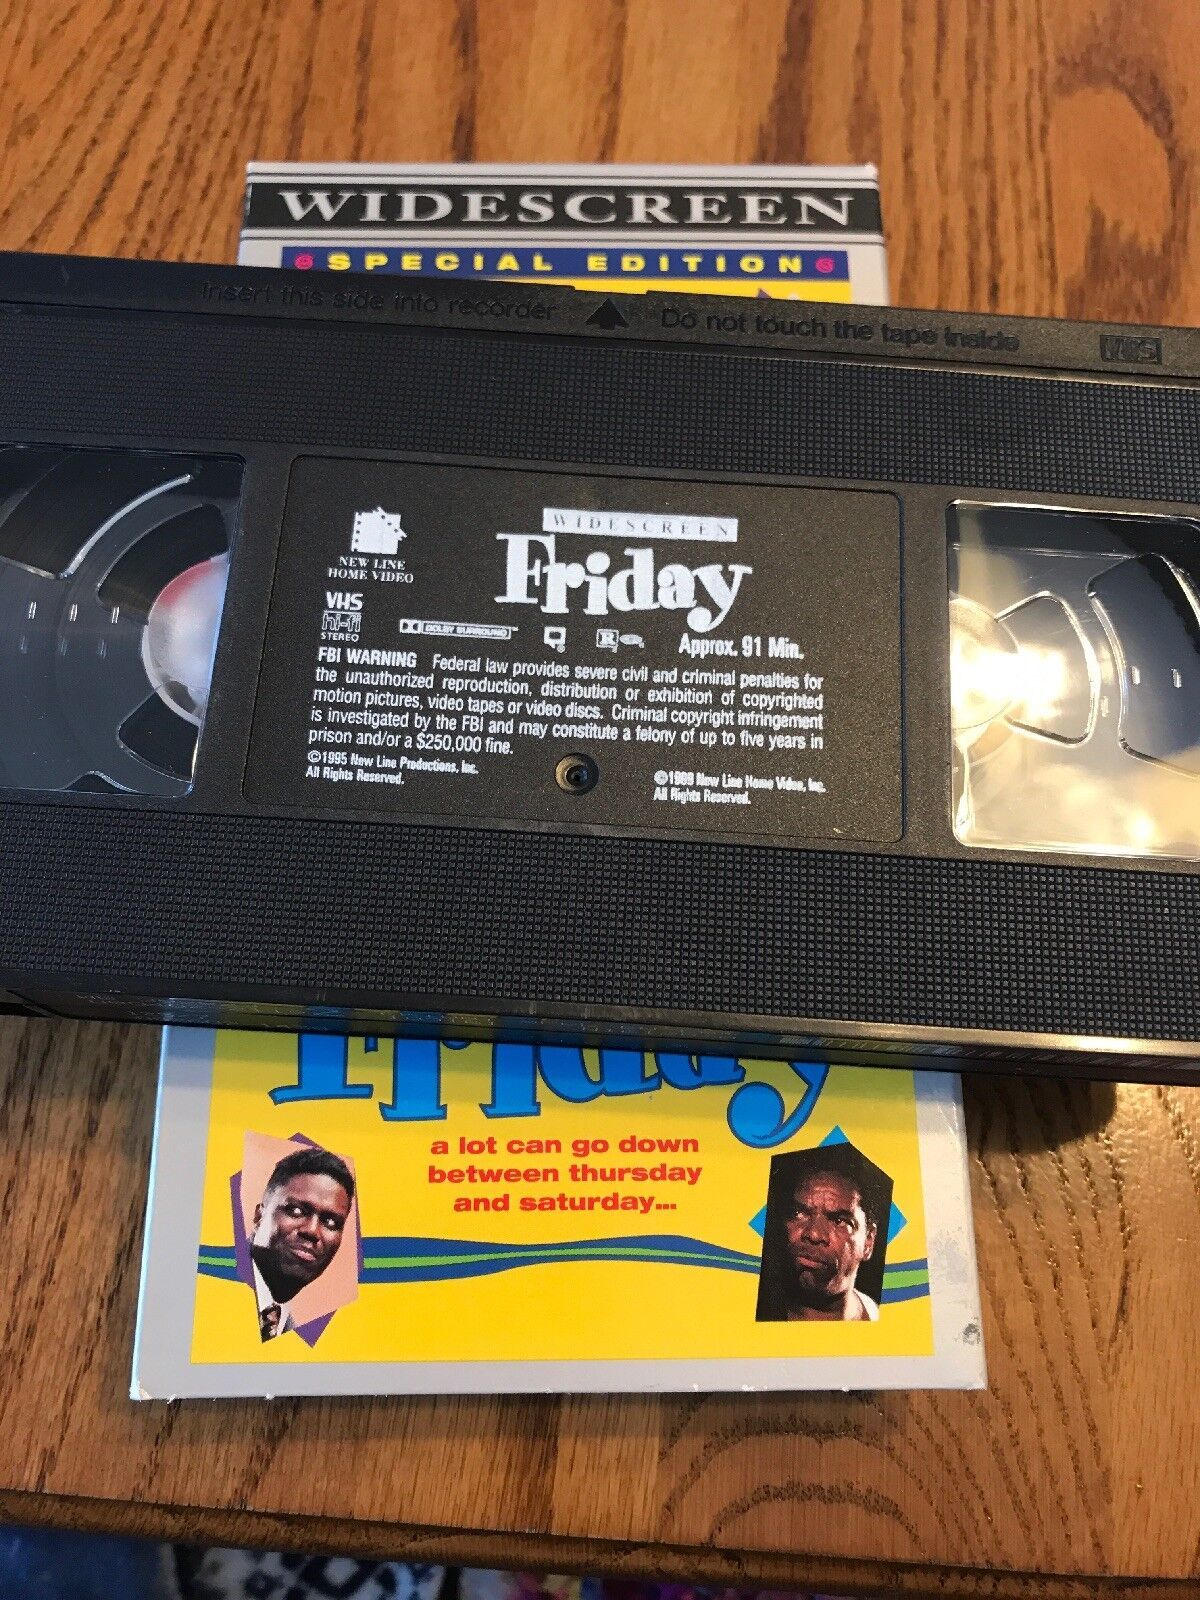 WIDESCREEN
SPECIAL EDITION
Insert this side into recorder
Do not touch the tape inside
VHS
WIDESCREEN
Friday
NEW LINE
HOME VIDEO
VHS
hi-fi
STEREO
DOLBY SURROUND
R
Approx. 91 Min.
FBI WARNING Federal law provides severe civil and criminal penalties for
the unauthorized reproduction, distribution or exhibition of copyrighted
motion pictures, video tapes or video discs. Criminal copyright infringement
is investigated by the FBI and may constitute a felony of up to five years in
prison and/or a $250,000 fine.
©1995 New Line Productions, Inc.
All Rights Reserved.
©1999 New Line Home Video, Inc.
All Rights Reserved.
Friday
a lot can go down
between thursday
and saturday...